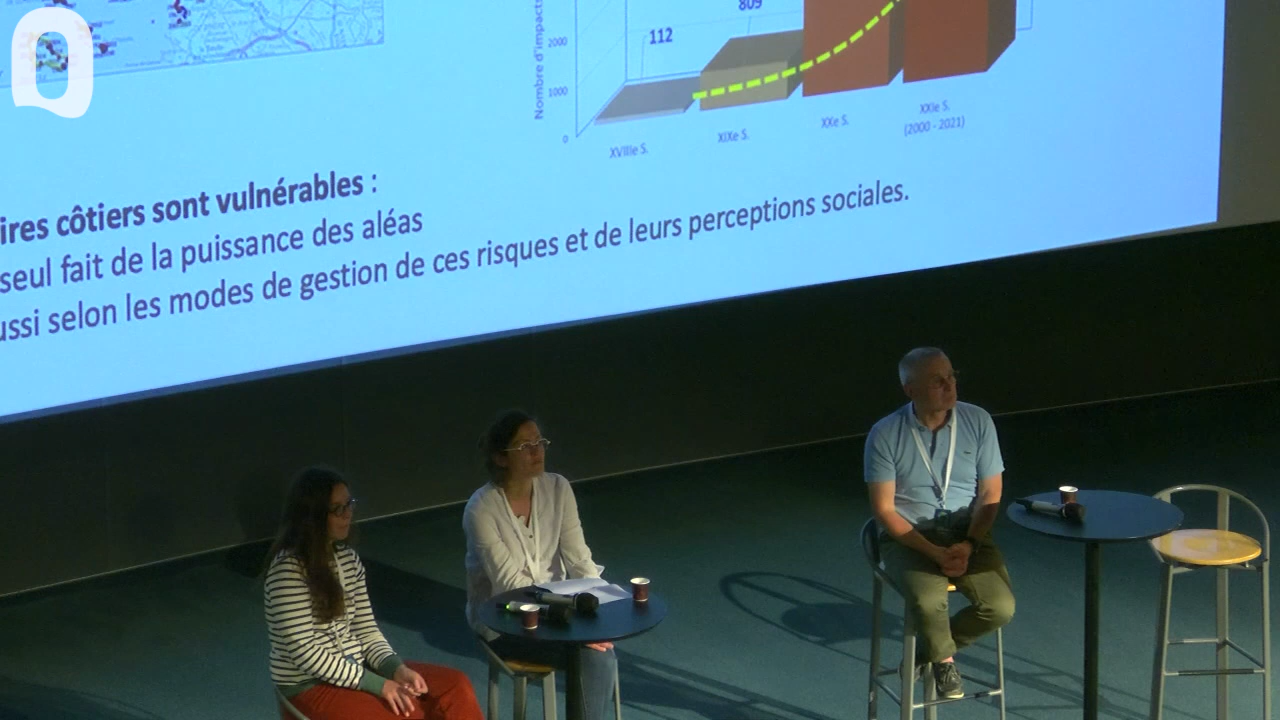 809
112
Nombre d'impacts
2000
1000
0
XVIIIe S.
XIXe S.
XXe S.
XXIe S.
(2000 - 2021)
ires côtiers sont vulnérables :
seul fait de la puissance des aléas
ussi selon les modes de gestion de ces risques et de leurs perceptions sociales.